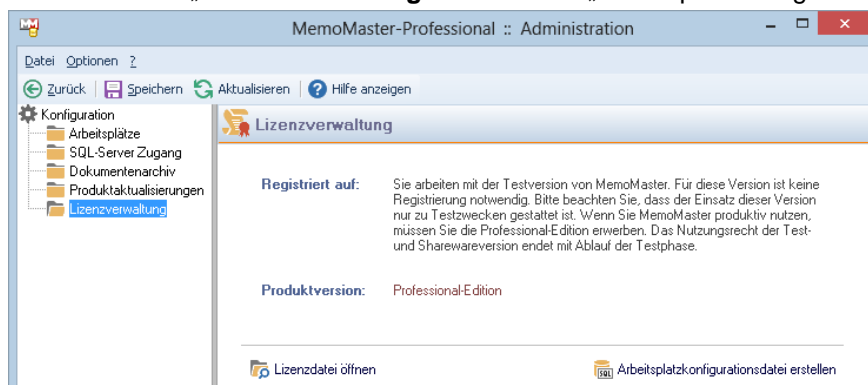 MemoMaster-Professional :: Administration
Datei Optionen ?
Zurück Speichern Aktualisieren Hilfe anzeigen
Konfiguration
Arbeitsplätze
SQL-Server Zugang
Dokumentenarchiv
Produktaktualisierungen
Lizenzverwaltung
Lizenzverwaltung
Registriert auf:
Sie arbeiten mit der Testversion von MemoMaster. Für diese Version ist keine
Registrierung notwendig. Bitte beachten Sie, dass der Einsatz dieser Version
nur zu Testzwecken gestattet ist. Wenn Sie MemoMaster produktiv nutzen,
müssen Sie die Professional-Edition erwerben. Das Nutzungsrecht der Test-
und Sharewareversion endet mit Ablauf der Testphase.
Produktversion: Professional-Edition
Lizenzdatei öffnen
SQL Arbeitsplatzkonfigurationsdatei erstellen